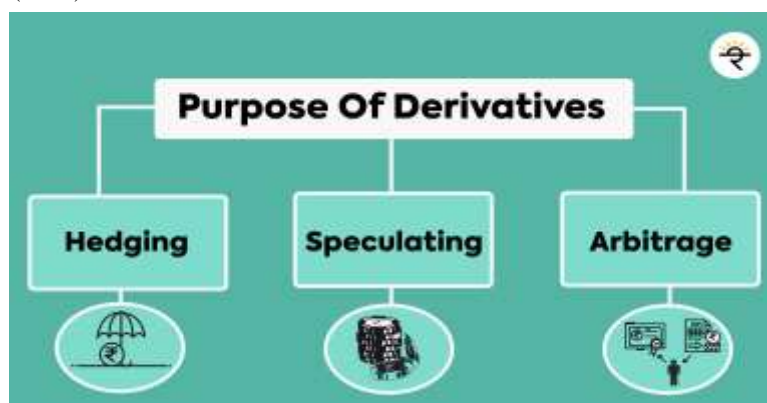 Purpose Of Derivatives
Hedging
Speculating
Arbitrage
₹